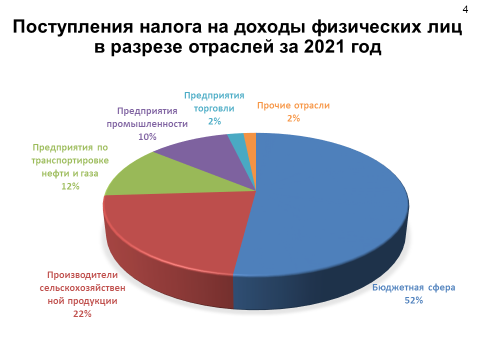 4
Поступления налога на доходы физических лиц
в разрезе отраслей за 2021 год
Предприятия
торговли
2%
Прочие отрасли
2%
Предприятия
промышленности
10%
Предприятия по
транспортировке
нефти и газа
12%
Производители
сельскохозяйствен
ной продукции
22%
Бюджетная сфера
52%